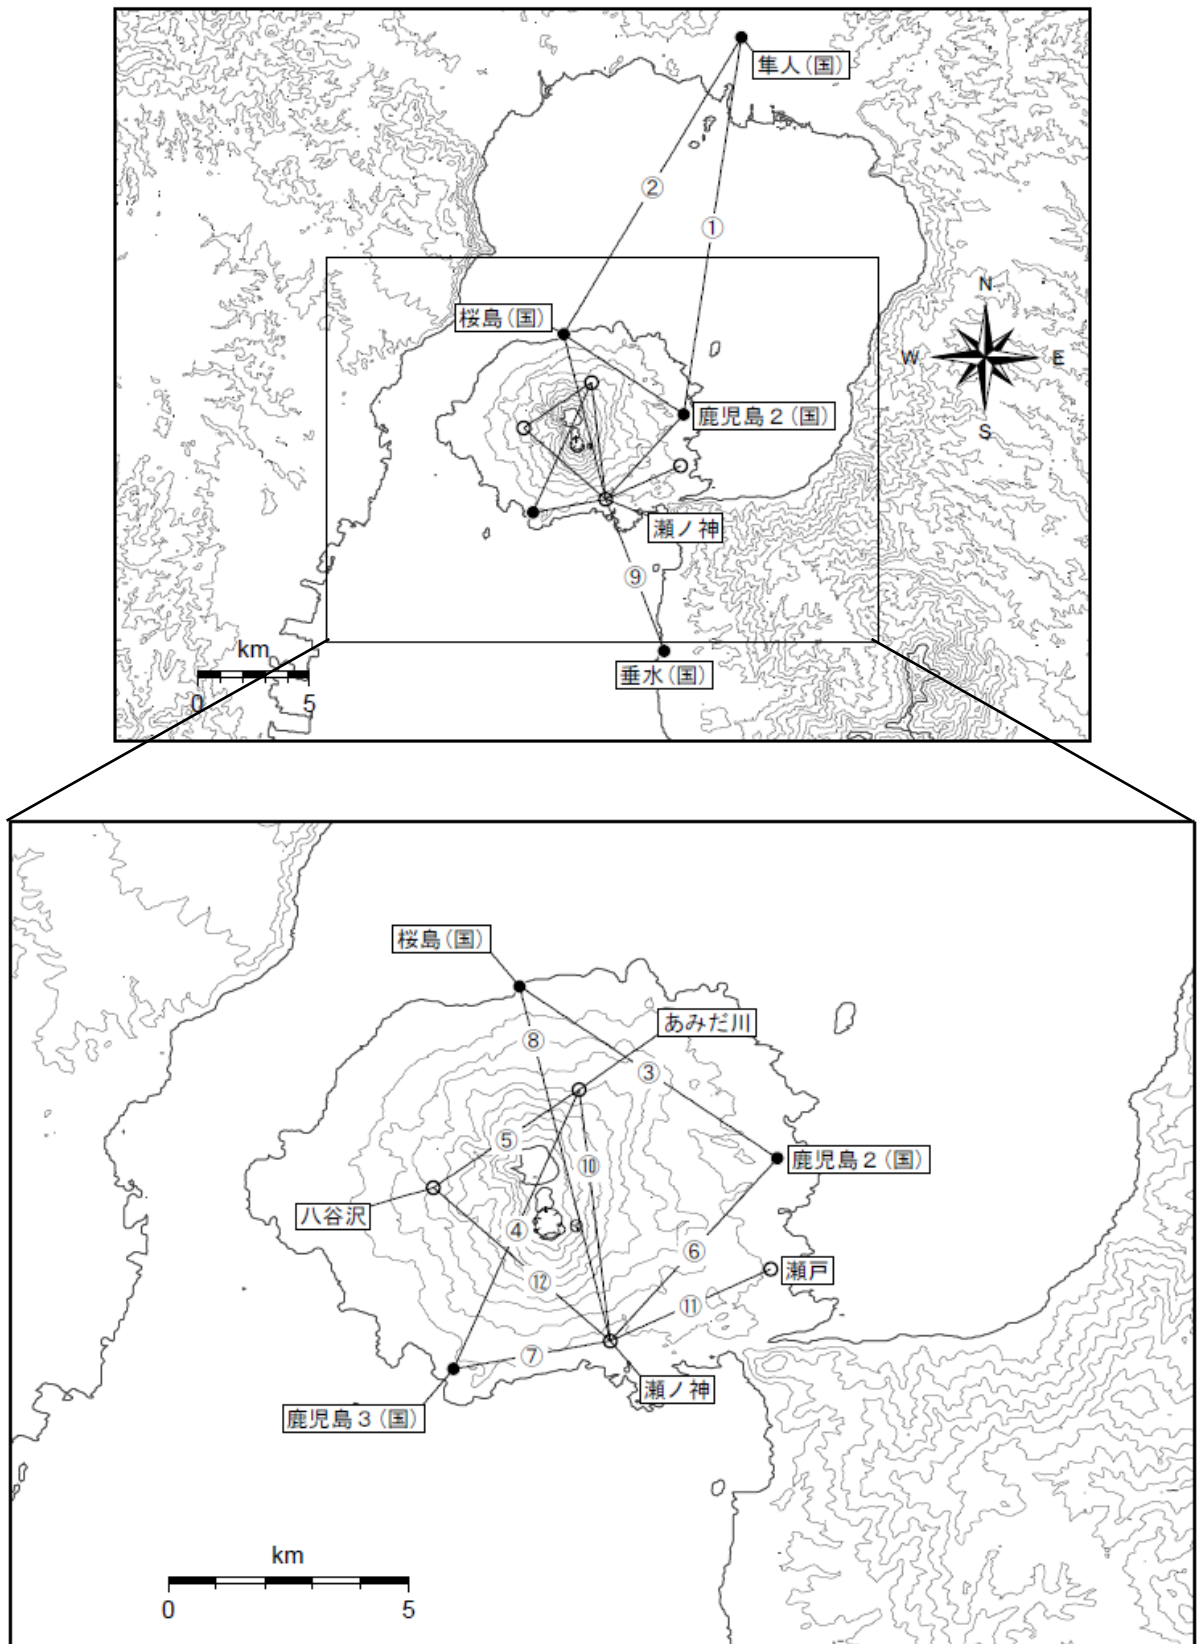 隼人(国)
②
①
N
桜島(国)
W
E
鹿児島2(国)
S
瀬ノ神
⑨
km
垂水(国)
0 5
桜島(国)
あみだ川
⑧
③
⑤
鹿児島2(国)
⑩
八谷沢
④
⑥
瀬戸
⑫
⑪
⑦
瀬ノ神
鹿児島3(国)
km
0 5